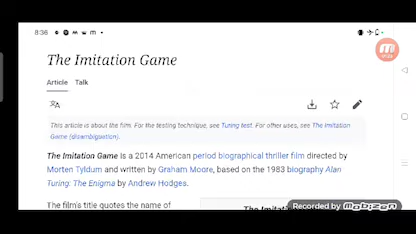 8:36
The Imitation Game
Article Talk
This article is about the film. For the testing technique, see Turing test. For other uses, see The Imitation
Game (disambiguation).
The Imitation Game is a 2014 American period biographical thriller film directed by
Morten Tyldum and written by Graham Moore, based on the 1983 biography Alan
Turing: The Enigma by Andrew Hodges.
The film's title quotes the name of
The Imitati
Recorded by Mobizen